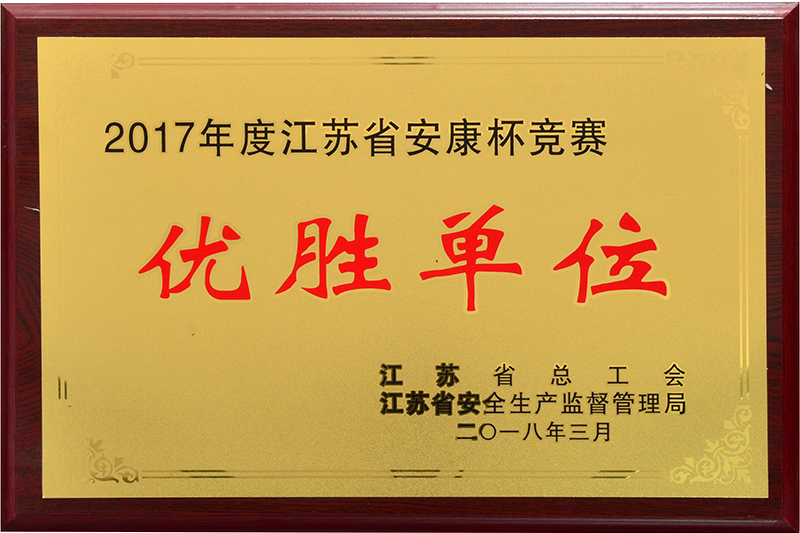 2017年度江苏省安康杯竞赛
优胜单位
江苏省总工会
江苏省安全生产监督管理局
二〇一八年三月